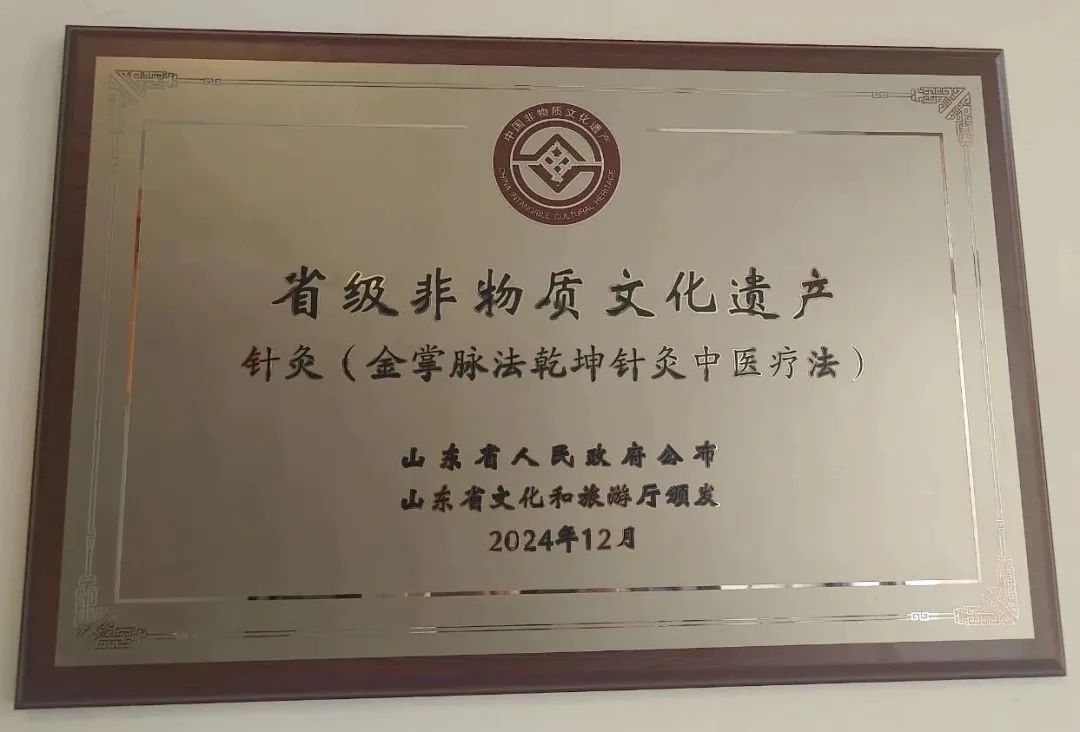 中国非物质文化遗产
CHINA INTANGIBLE CULTURAL HERITAGE
省级非物质文化遗产
针灸（金掌脉法乾坤针灸中医疗法）
山东省人民政府公布
山东省文化和旅游厅颁发
2024年12月